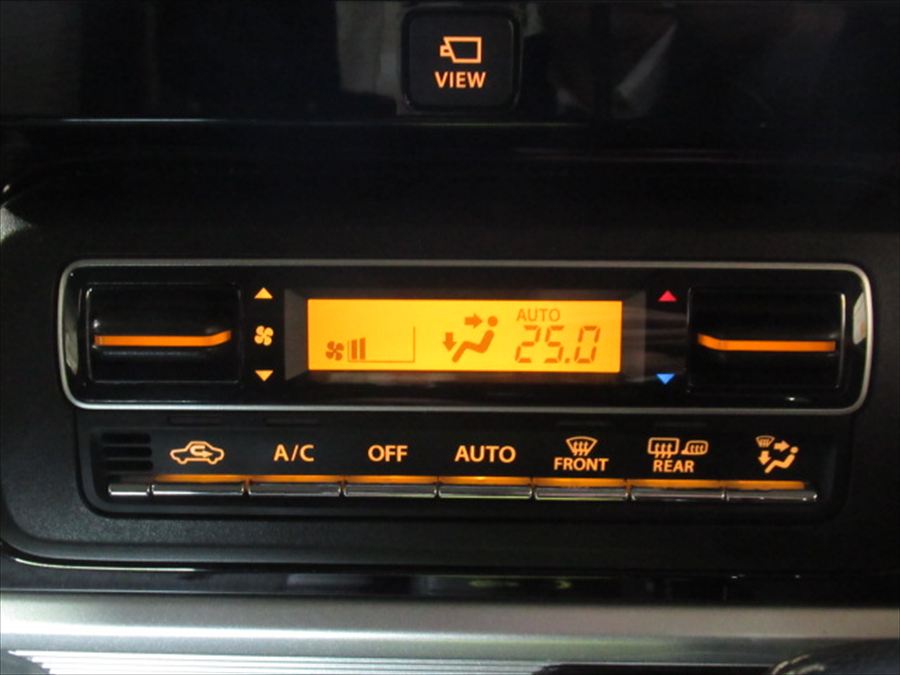 VIEW
AUTO
25.0
A/C
OFF
AUTO
FRONT
REAR